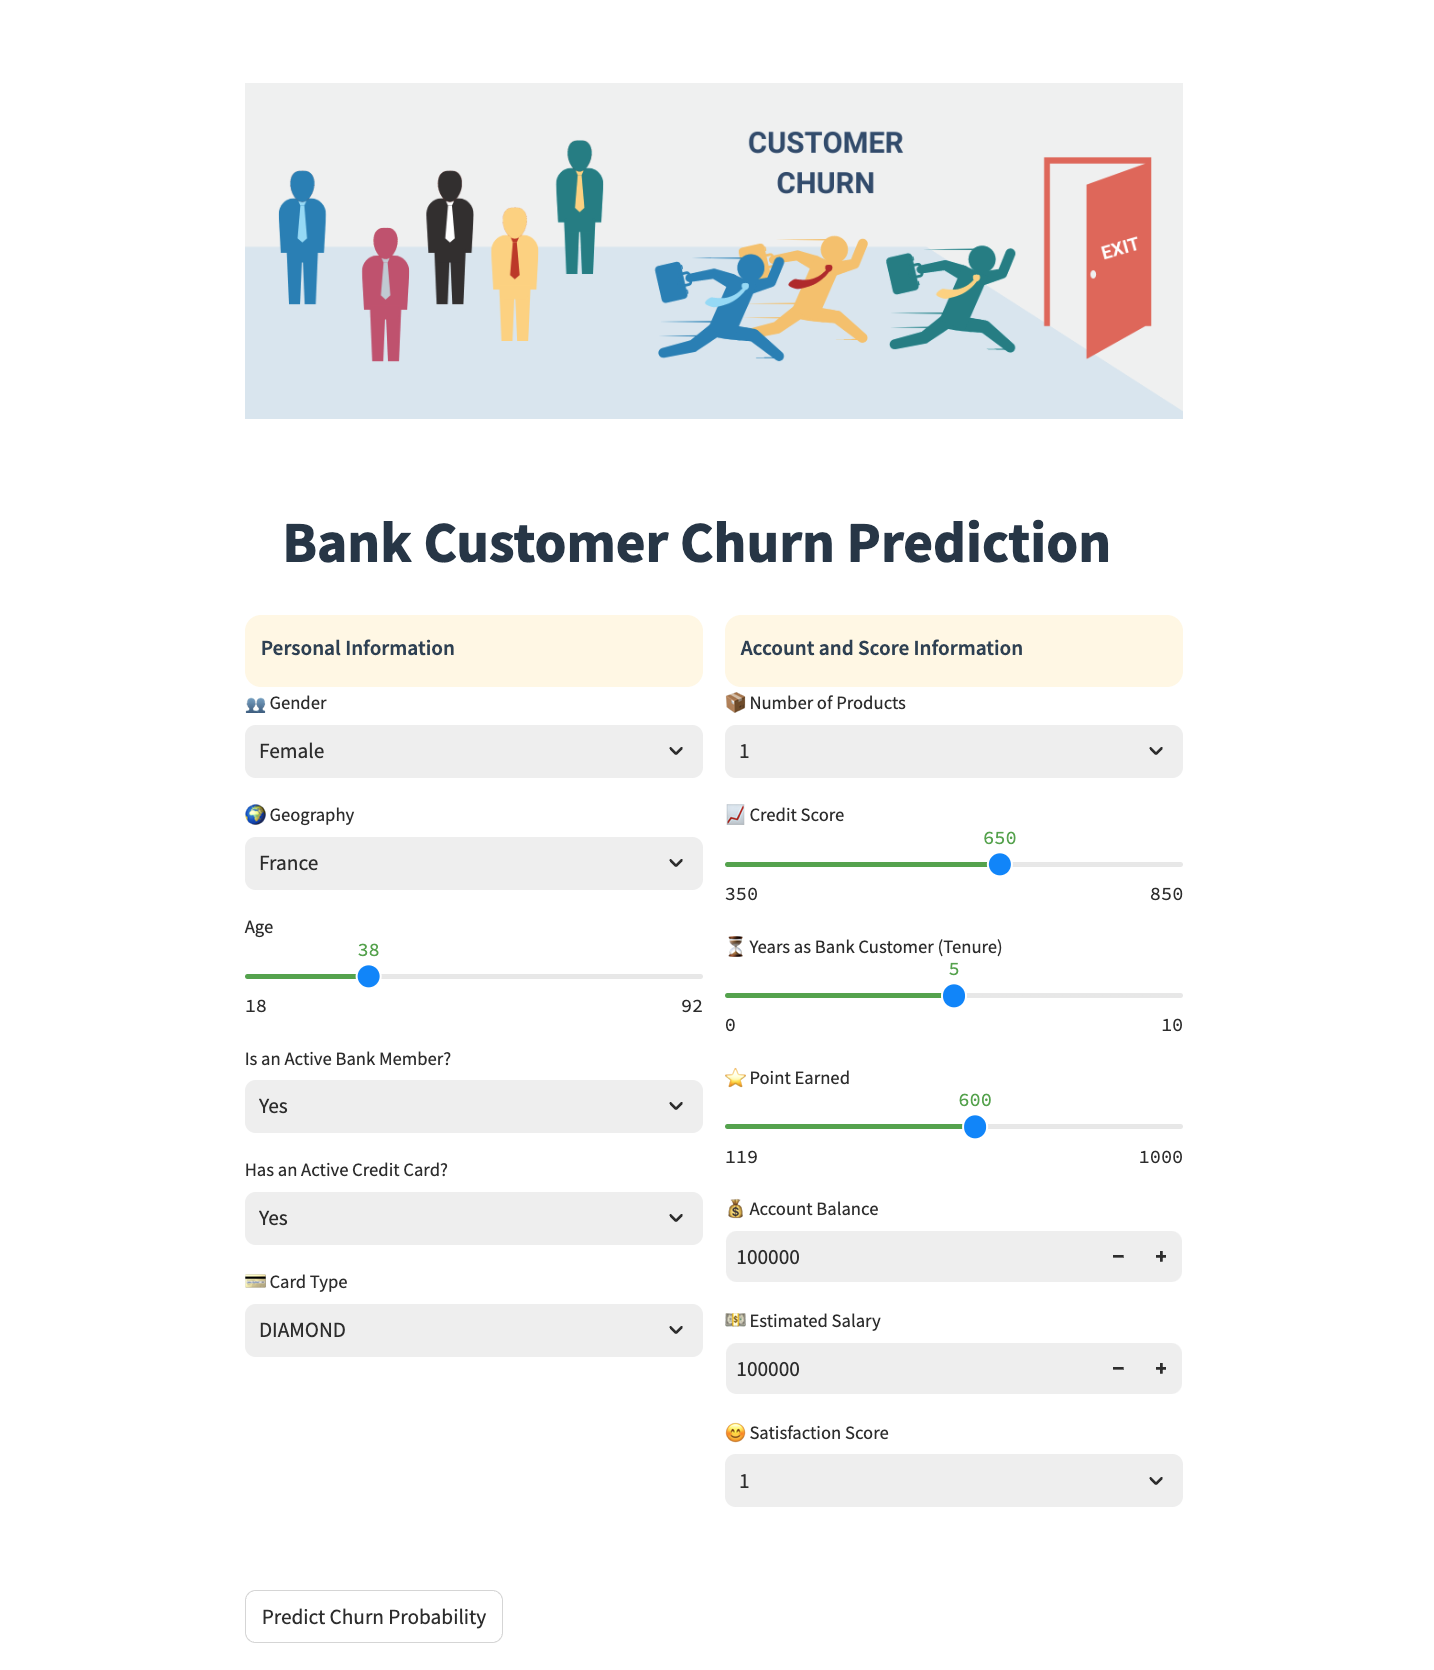 CUSTOMER
CHURN
EXIT
Bank Customer Churn Prediction
Personal Information
👥 Gender
Female
🌍 Geography
France
Age
38
18 92
Is an Active Bank Member?
Yes
Has an Active Credit Card?
Yes
💳 Card Type
DIAMOND
Account and Score Information
📦 Number of Products
1
📈 Credit Score
650
350 850
⏳ Years as Bank Customer (Tenure)
5
0 10
⭐ Point Earned
600
119 1000
💰 Account Balance
100000
💵 Estimated Salary
100000
😊 Satisfaction Score
1
Predict Churn Probability